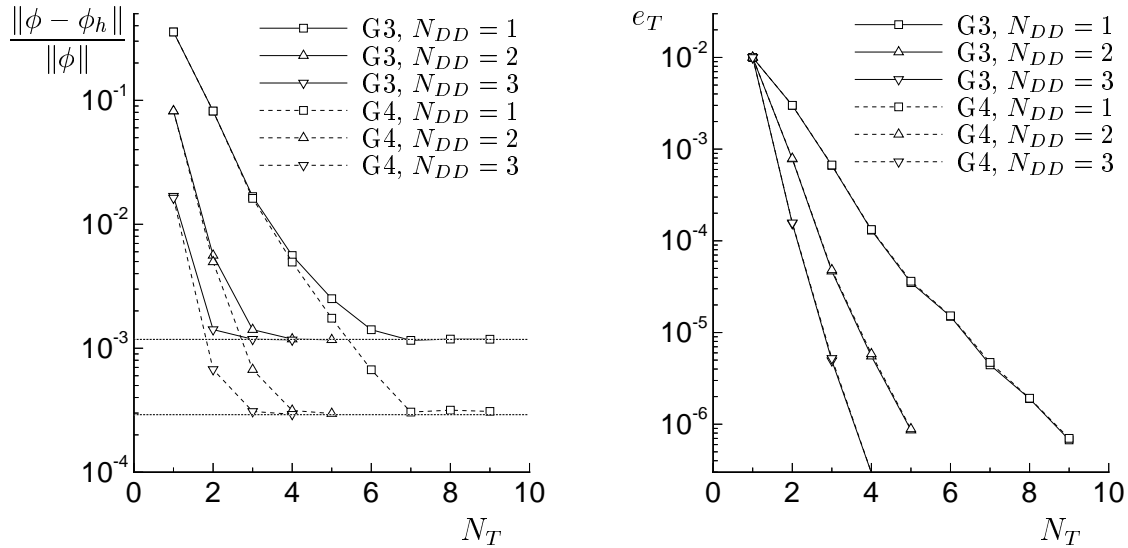 ‖φ − φ_h‖
‖φ‖
G3, N_DD = 1
G3, N_DD = 2
G3, N_DD = 3
G4, N_DD = 1
G4, N_DD = 2
G4, N_DD = 3
10^-1
10^-2
10^-3
10^-4
0 2 4 6 8 10
N_T
e_T
G3, N_DD = 1
G3, N_DD = 2
G3, N_DD = 3
G4, N_DD = 1
G4, N_DD = 2
G4, N_DD = 3
10^-2
10^-3
10^-4
10^-5
10^-6
0 2 4 6 8 10
N_T